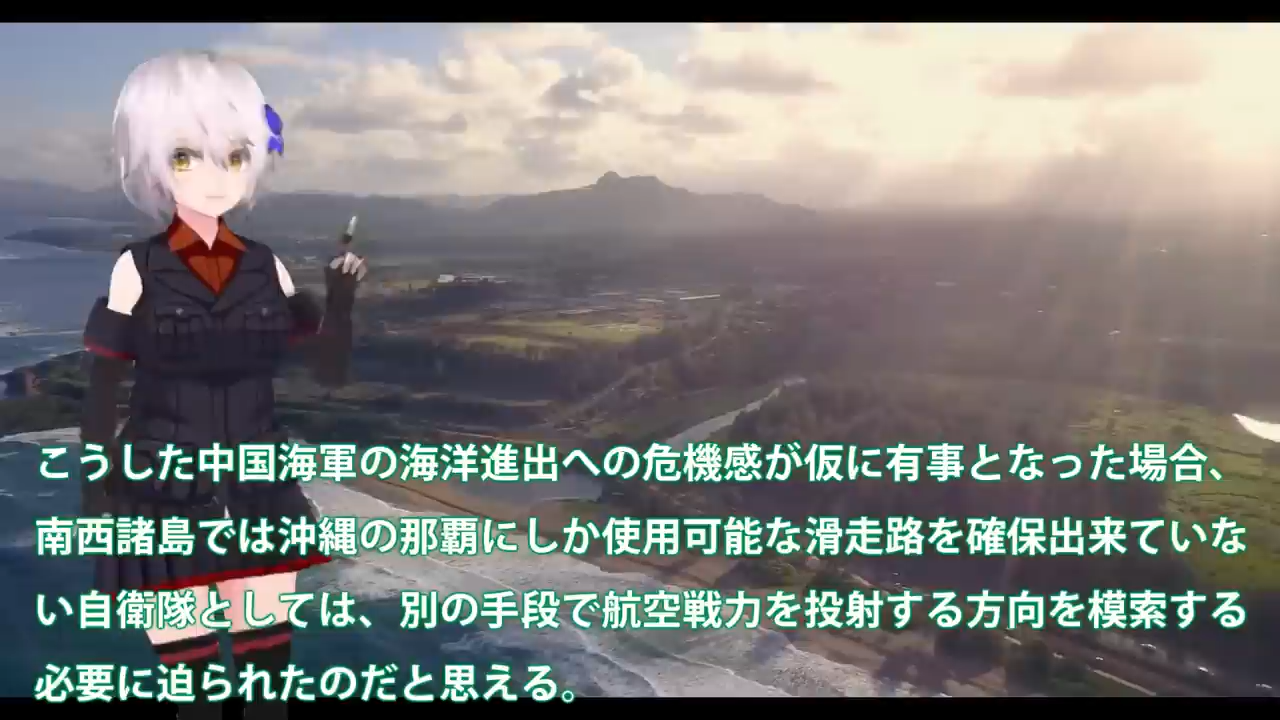 こうした中国海軍の海洋進出への危機感が仮に有事となった場合、
南西諸島では沖縄の那覇にしか使用可能な滑走路を確保出来ていな
い自衛隊としては、別の手段で航空戦力を投射する方向を模索する
必要に迫られたのだと思える。